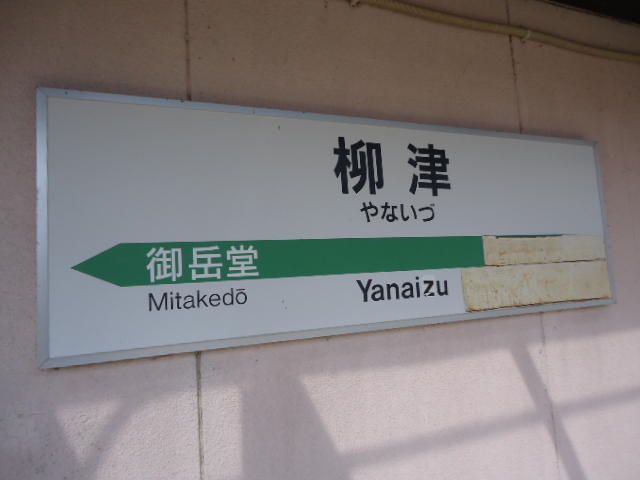 柳津
やないづ
御岳堂
Mitakedō
Yanaizu